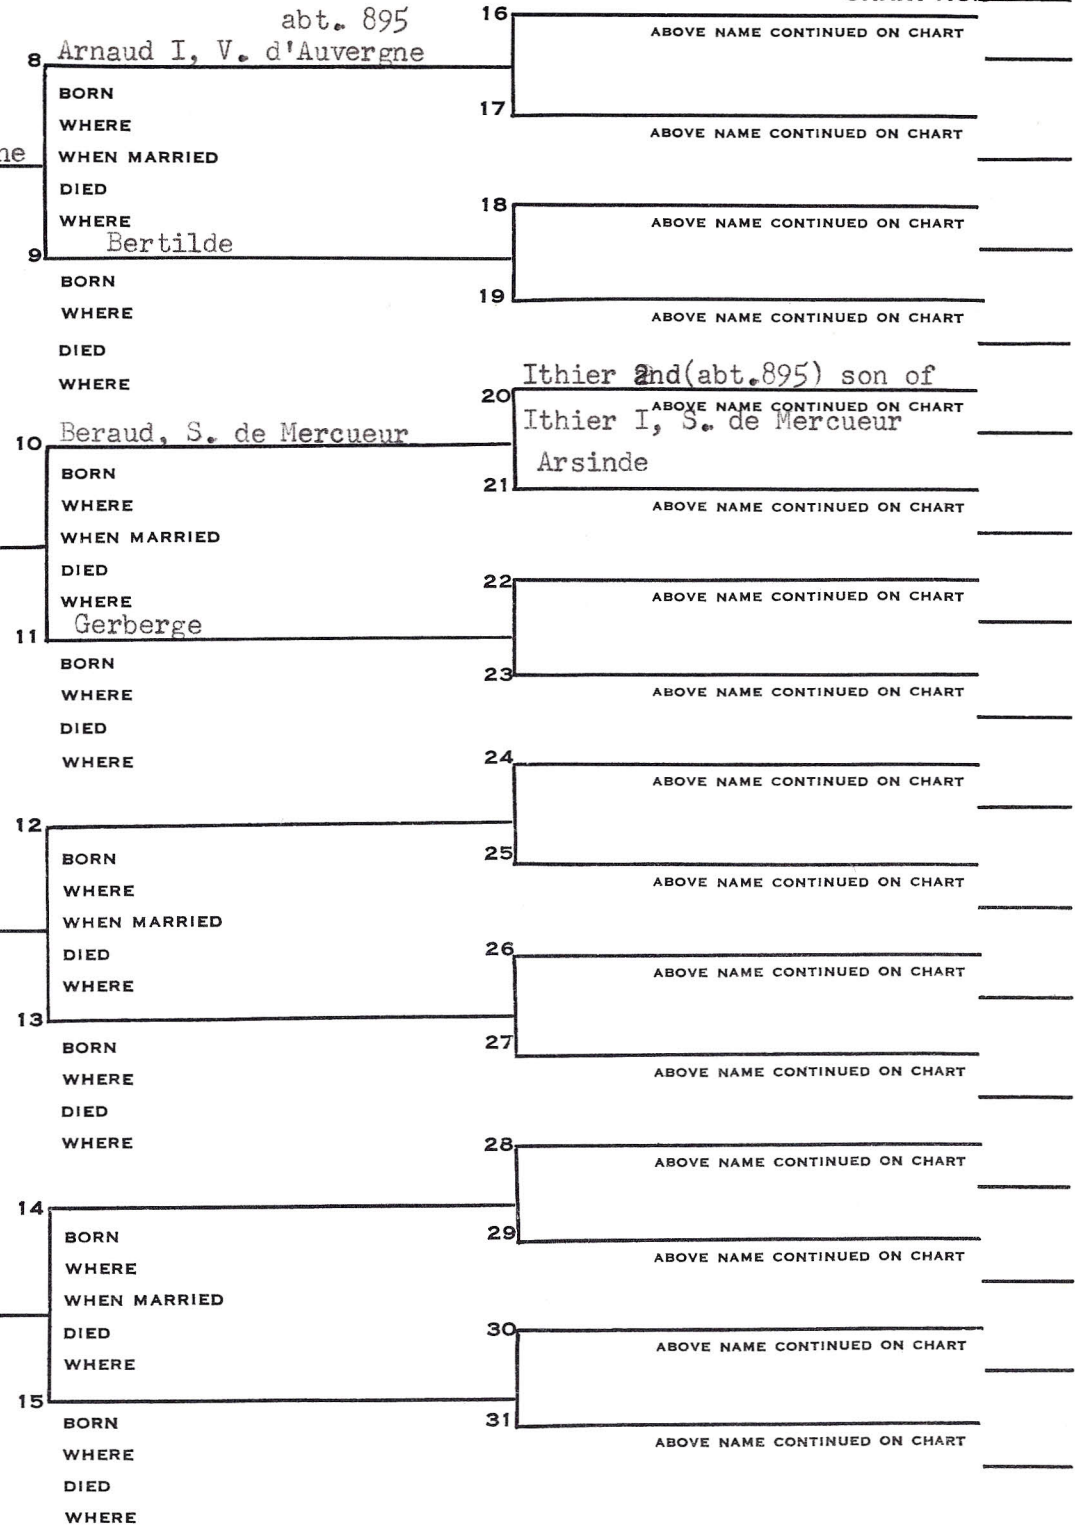 abt. 895
8 Arnaud I, V. d'Auvergne
BORN
WHERE
WHEN MARRIED
DIED
WHERE
9 Bertilde
BORN
WHERE
DIED
WHERE
10 Beraud, S. de Mercueur
BORN
WHERE
WHEN MARRIED
DIED
WHERE
11 Gerberge
BORN
WHERE
DIED
WHERE
12
BORN
WHERE
WHEN MARRIED
DIED
WHERE
13
BORN
WHERE
DIED
WHERE
14
BORN
WHERE
WHEN MARRIED
DIED
WHERE
15
BORN
WHERE
DIED
WHERE
16
ABOVE NAME CONTINUED ON CHART
17
ABOVE NAME CONTINUED ON CHART
18
ABOVE NAME CONTINUED ON CHART
19
ABOVE NAME CONTINUED ON CHART
Ithier 2nd(abt.895) son of
20
ABOVE NAME CONTINUED ON CHART
Ithier I, S. de Mercueur
Arsinde
21
ABOVE NAME CONTINUED ON CHART
22
ABOVE NAME CONTINUED ON CHART
23
ABOVE NAME CONTINUED ON CHART
24
ABOVE NAME CONTINUED ON CHART
25
ABOVE NAME CONTINUED ON CHART
26
ABOVE NAME CONTINUED ON CHART
27
ABOVE NAME CONTINUED ON CHART
28
ABOVE NAME CONTINUED ON CHART
29
ABOVE NAME CONTINUED ON CHART
30
ABOVE NAME CONTINUED ON CHART
31
ABOVE NAME CONTINUED ON CHART